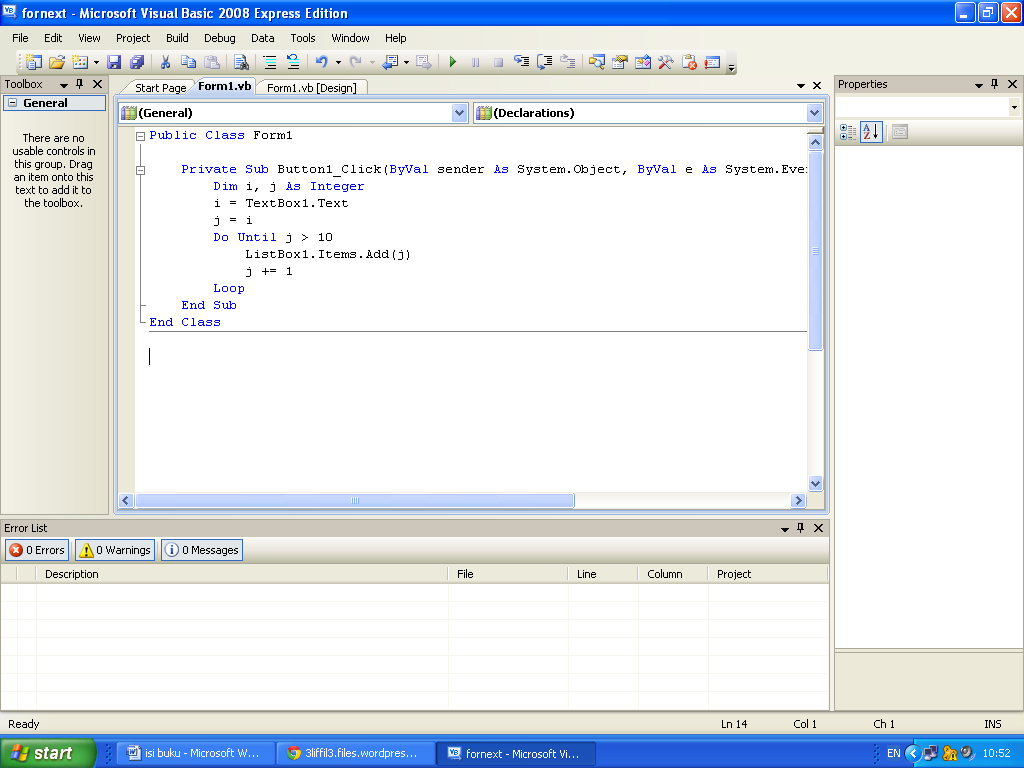 fornext - Microsoft Visual Basic 2008 Express Edition
File Edit View Project Build Debug Data Tools Window Help
Toolbox
General
There are no
usable controls in
this group. Drag
an item onto this
text to add it to
the toolbox.
Start Page Form1.vb Form1.vb [Design]
(General) (Declarations)
Public Class Form1
Private Sub Button1_Click(ByVal sender As System.Object, ByVal e As System.Eve
Dim i, j As Integer
i = TextBox1.Text
j = i
Do Until j > 10
ListBox1.Items.Add(j)
j += 1
Loop
End Sub
End Class
Properties
Error List
0 Errors 0 Warnings 0 Messages
Description File Line Column Project
Ready Ln 14 Col 1 Ch 1 INS
start isi buku - Microsoft W... 3liffil3.files.wordpres... fornext - Microsoft Vi... EN 10:52